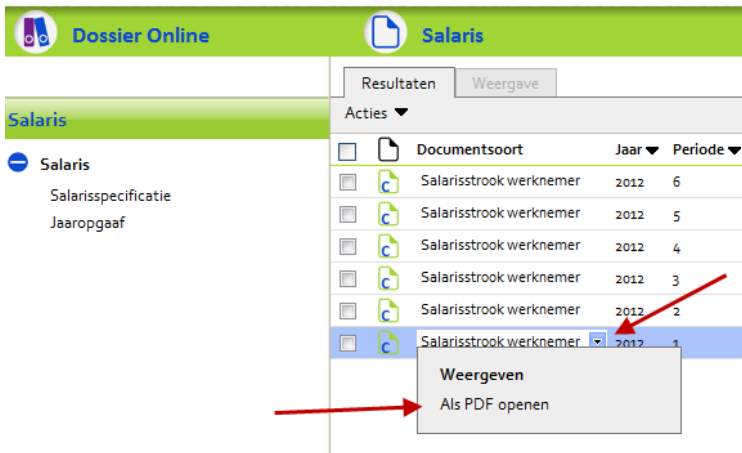 Dossier Online
Salaris
Resultaten Weergave
Acties
Salaris
Documentsoort Jaar Periode
Salaris
Salarisspecificatie
Jaaropgaaf
Salarisstrook werknemer 2012 6
Salarisstrook werknemer 2012 5
Salarisstrook werknemer 2012 4
Salarisstrook werknemer 2012 3
Salarisstrook werknemer 2012 2
Salarisstrook werknemer 2012 1
Weergeven
Als PDF openen